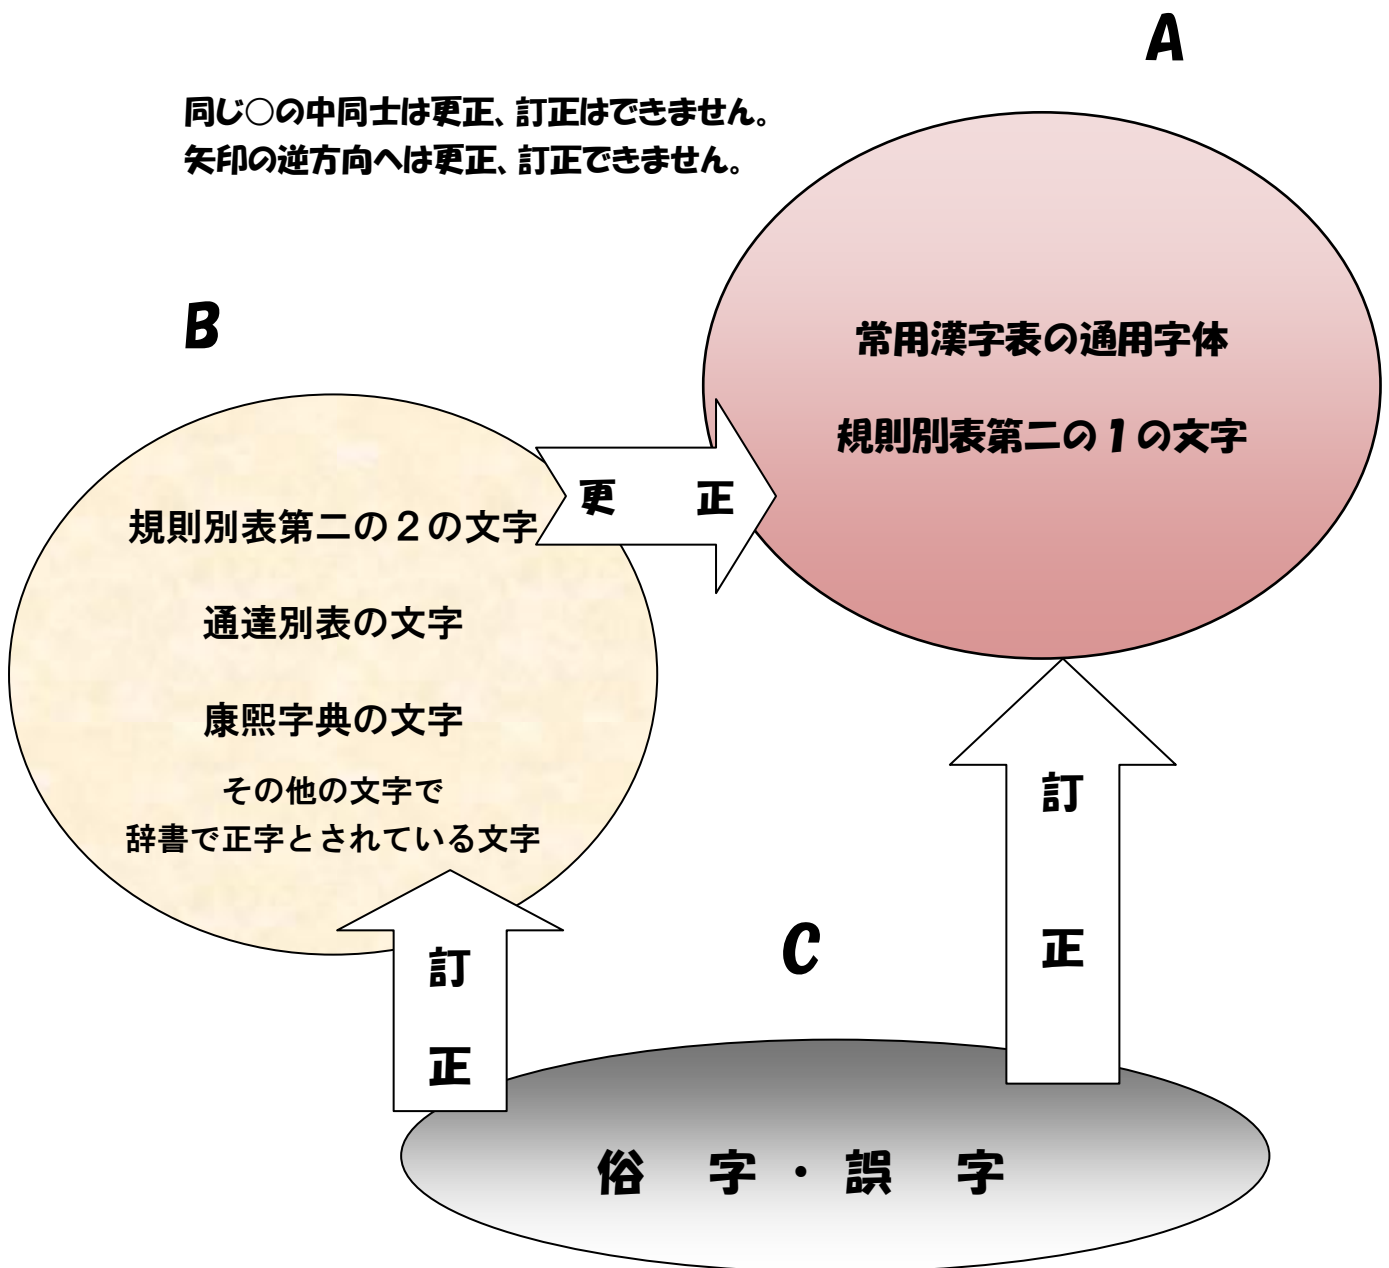 A
同じ○の中同士は更正、訂正はできません。
矢印の逆方向へは更正、訂正できません。
B
常用漢字表の通用字体
規則別表第二の1の文字
更　正
規則別表第二の２の文字
通達別表の文字
康熙字典の文字
その他の文字で
辞書で正字とされている文字
訂
正
訂
正
C
俗　字・誤　字